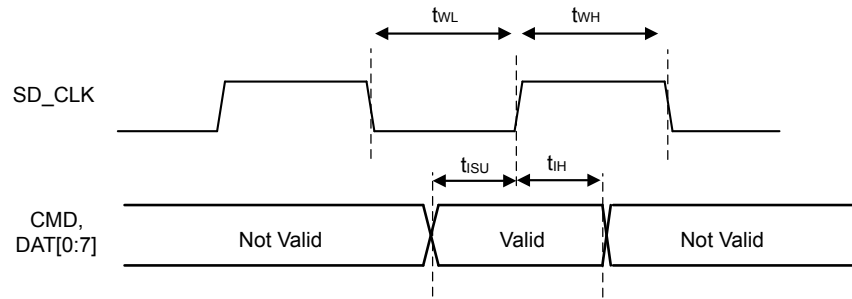 tWL tWH
SD_CLK
tISU tIH
CMD,
DAT[0:7]
Not Valid Valid Not Valid